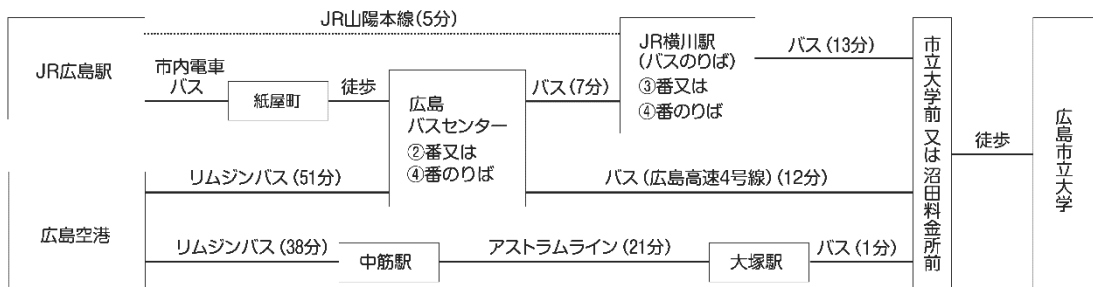 JR山陽本線(5分)
JR広島駅
市内電車
バス
紙屋町
徒歩
広島
バスセンター
②番又は
④番のりば
バス(7分)
JR横川駅
(バスのりば)
③番又は
④番のりば
バス(13分)
リムジンバス(51分)
バス(広島高速4号線)(12分)
広島空港
リムジンバス(38分)
中筋駅
アストラムライン(21分)
大塚駅
バス(1分)
市立大学前 又は 沼田料金所前
徒歩
広島市立大学